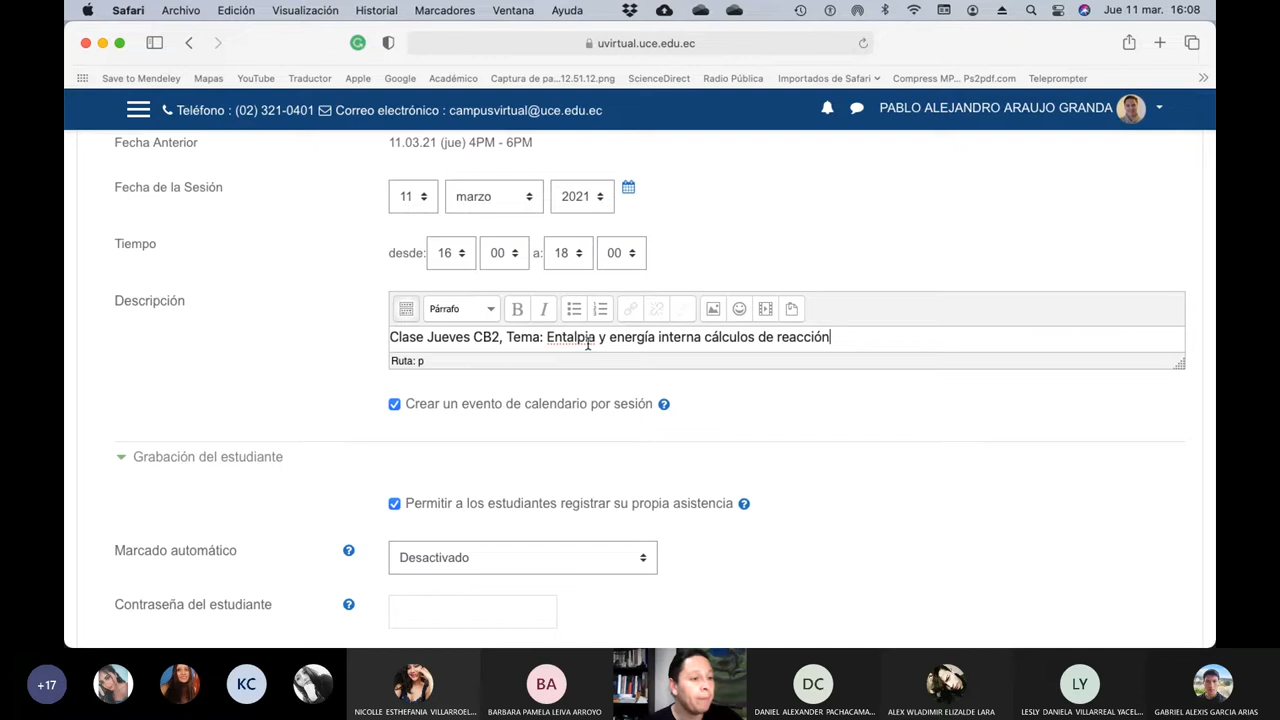 Safari Archivo Edición Visualización Historial Marcadores Ventana Ayuda Jue 11 mar. 16:08
uvirtual.uce.edu.ec
Save to Mendeley Mapas YouTube Traductor Apple Google Académico Captura de pa...12.51.12.png ScienceDirect Radio Pública Importados de Safari Compress MP... Ps2pdf.com Teleprompter
Teléfono : (02) 321-0401 Correo electrónico : campusvirtual@uce.edu.ec PABLO ALEJANDRO ARAUJO GRANDA
Fecha Anterior 11.03.21 (jue) 4PM - 6PM
Fecha de la Sesión 11 marzo 2021
Tiempo desde: 16 00 a: 18 00
Descripción Párrafo B I
Clase Jueves CB2, Tema: Entalpia y energía interna cálculos de reacción
Ruta: p
Crear un evento de calendario por sesión ?
Grabación del estudiante
Permitir a los estudiantes registrar su propia asistencia ?
Marcado automático ? Desactivado
Contraseña del estudiante ?
+17 KC BA DC LY
NICOLLE ESTHEFANIA VILLARROEL... BARBARA PAMELA LEIVA ARROYO DANIEL ALEXANDER PACHACAMA... ALEX WLADIMIR ELIZALDE LARA LESLY DANIELA VILLARREAL YACEL... GABRIEL ALEXIS GARCIA ARIAS